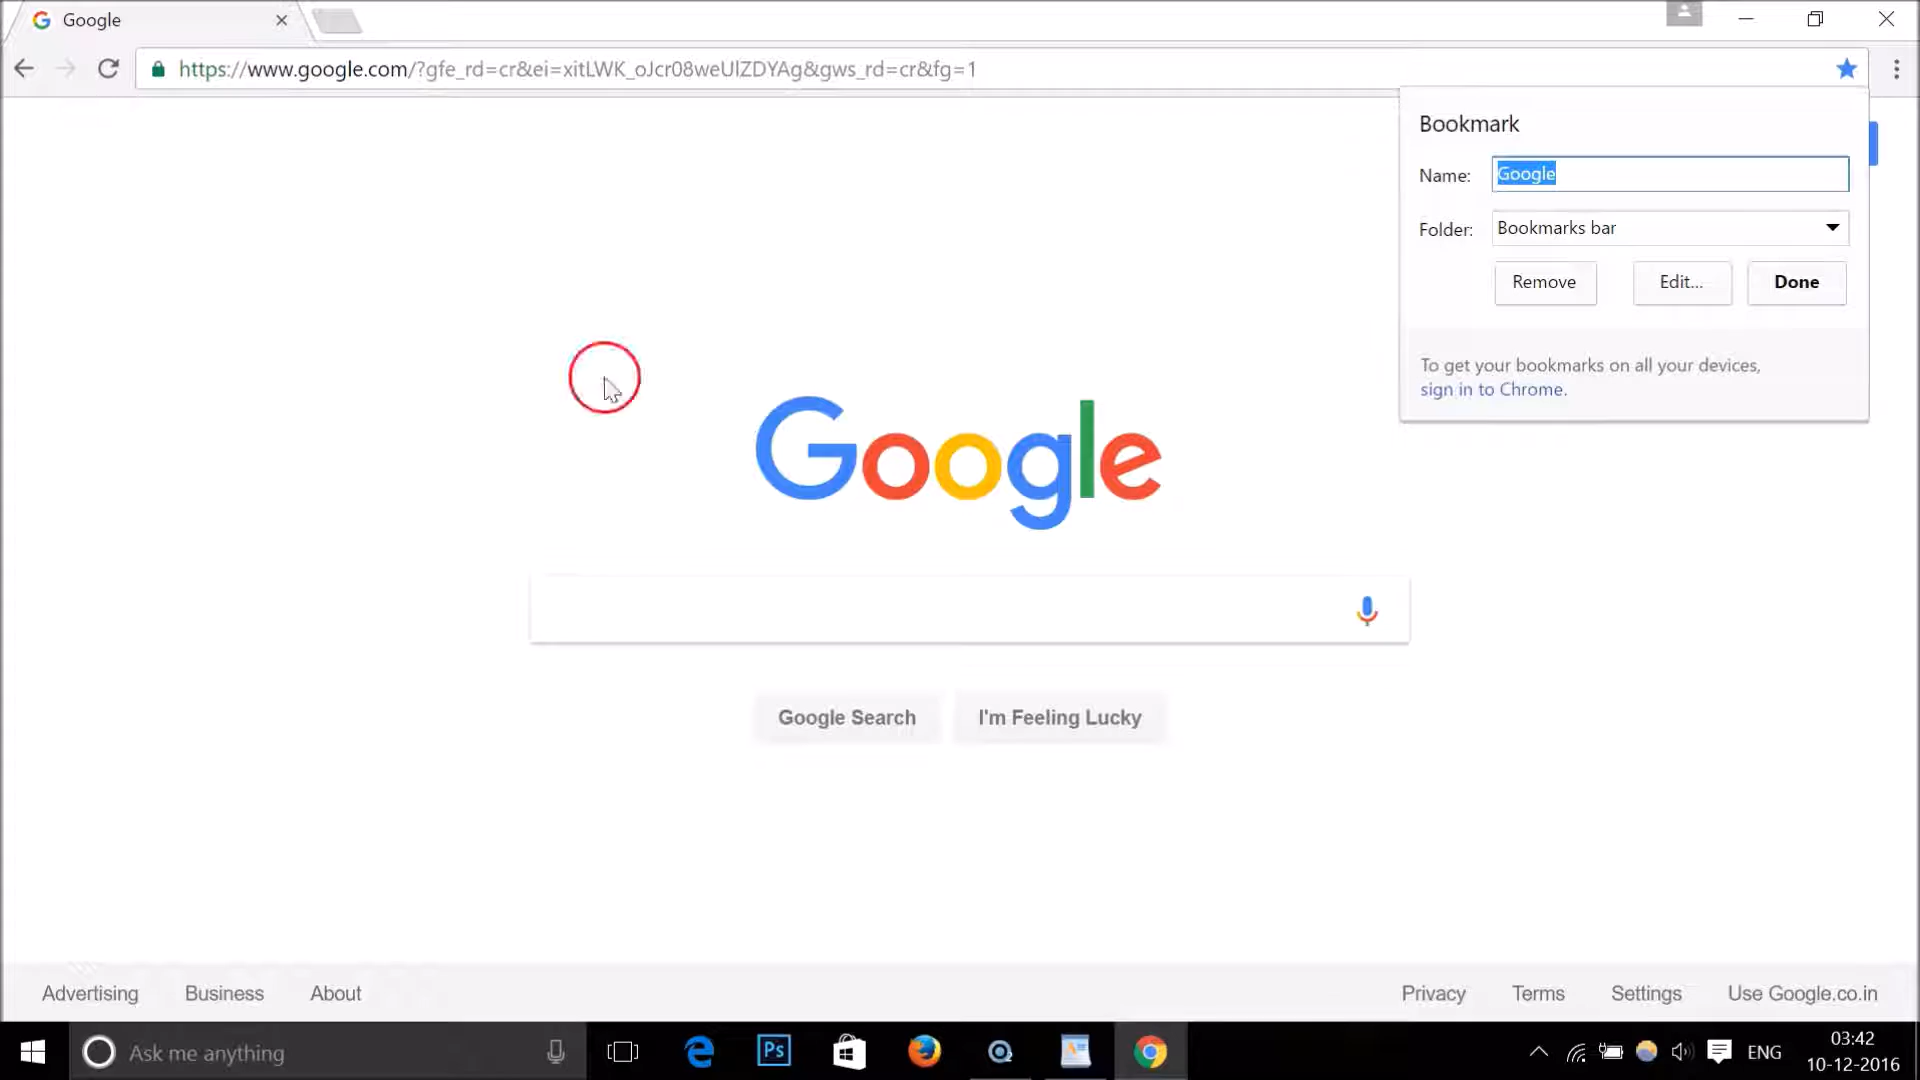 Google
https://www.google.com/?gfe_rd=cr&ei=xitLWK_oJcr08weUlZDYAg&gws_rd=cr&fg=1
Bookmark
Name: Google
Folder: Bookmarks bar
Remove Edit... Done
To get your bookmarks on all your devices,
sign in to Chrome.
Google
Google Search I'm Feeling Lucky
Advertising Business About Privacy Terms Settings Use Google.co.in
Ask me anything Ps ENG 03:42
10-12-2016